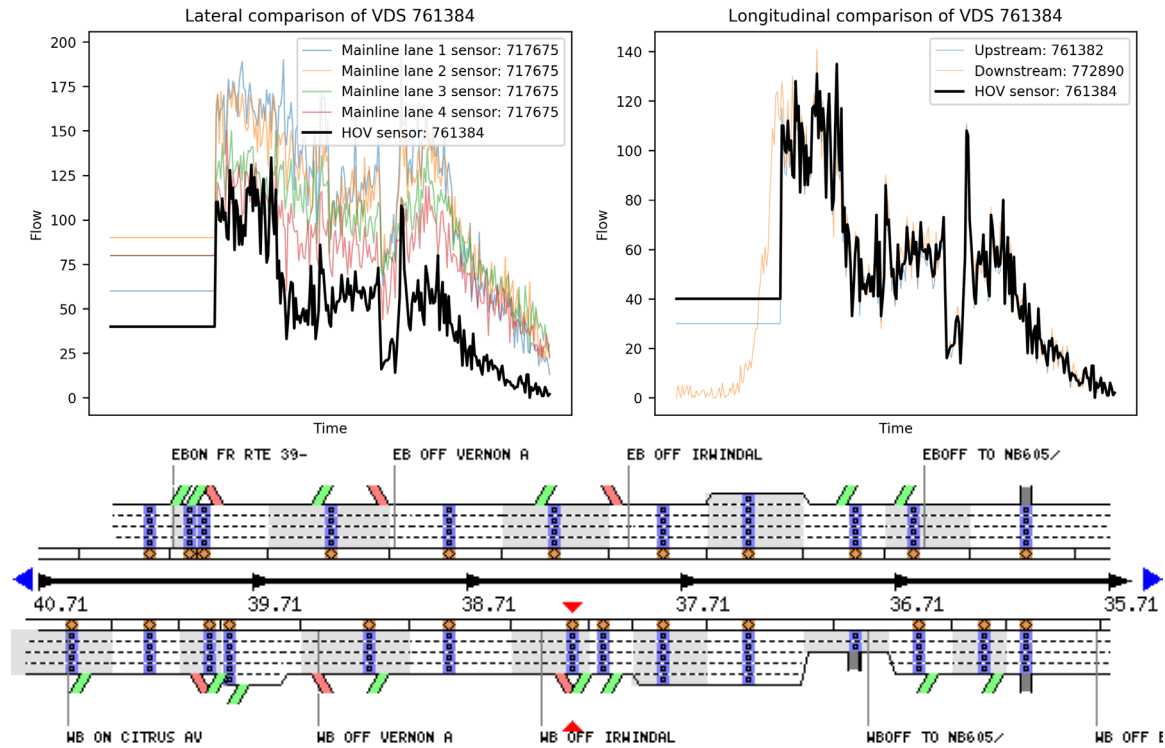 Lateral comparison of VDS 761384
200
175
150
125
100
75
50
25
0
Flow
Time
Mainline lane 1 sensor: 717675
Mainline lane 2 sensor: 717675
Mainline lane 3 sensor: 717675
Mainline lane 4 sensor: 717675
HOV sensor: 761384
Longitudinal comparison of VDS 761384
140
120
100
80
60
40
20
0
Flow
Time
Upstream: 761382
Downstream: 772890
HOV sensor: 761384
EBON FR RTE 39-
EB OFF VERNON A
EB OFF IRWINDAL
EBOFF TO NB605/
40.71
39.71
38.71
37.71
36.71
35.71
WB ON CITRUS AV
WB OFF VERNON A
WB OFF IRWINDAL
WBOFF TO NB605/
WB OFF